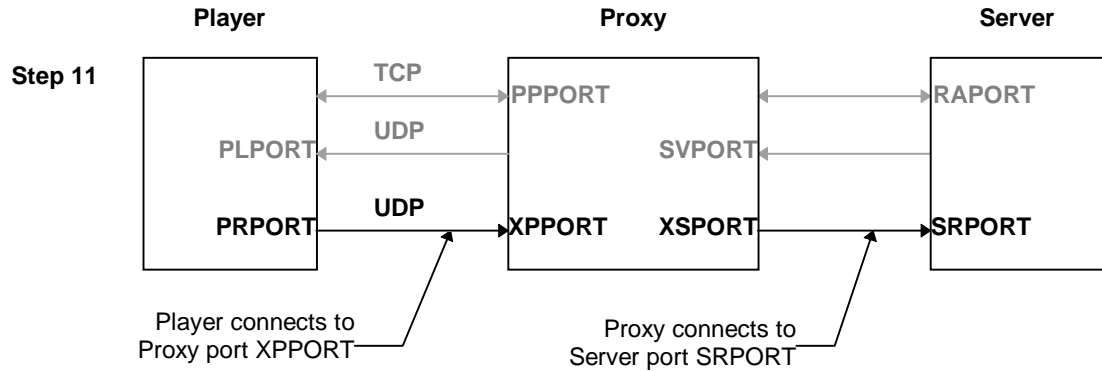 Player Proxy Server
Step 11
TCP
PPPORT RAPORT
UDP
PLPORT SVPORT
UDP
PRPORT XPPORT XSPORT SRPORT
Player connects to
Proxy port XPPORT
Proxy connects to
Server port SRPORT